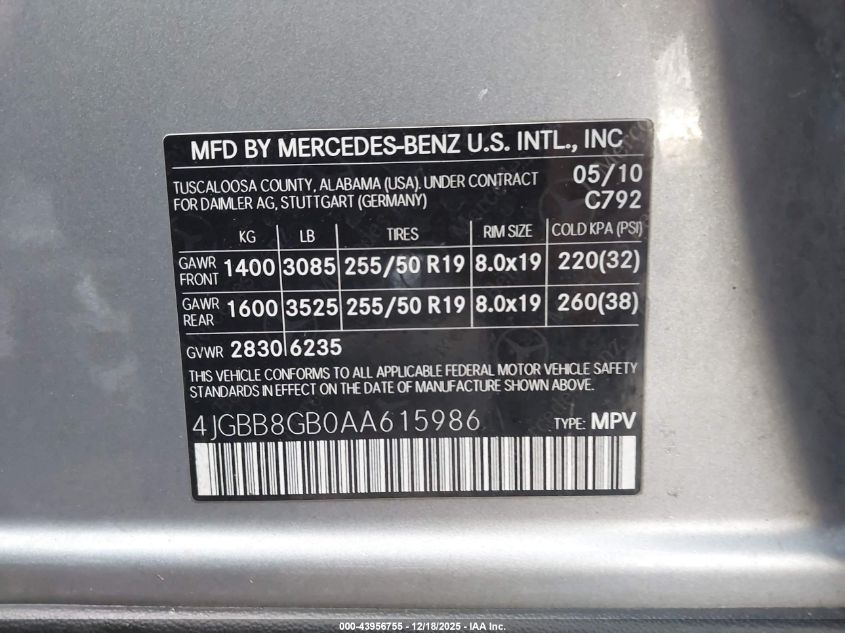 MFD BY MERCEDES-BENZ U.S. INTL., INC
TUSCALOOSA COUNTY, ALABAMA (USA). UNDER CONTRACT 05/10
FOR DAIMLER AG, STUTTGART (GERMANY) C792
KG LB TIRES RIM SIZE COLD KPA (PSI)
GAWR FRONT 1400 3085 255/50 R19 8.0x19 220(32)
GAWR REAR 1600 3525 255/50 R19 8.0x19 260(38)
GVWR 2830 6235
THIS VEHICLE CONFORMS TO ALL APPLICABLE FEDERAL MOTOR VEHICLE SAFETY
STANDARDS IN EFFECT ON THE DATE OF MANUFACTURE SHOWN ABOVE.
4JGBB8GB0AA615986 TYPE: MPV
000-43956755 - 12/18/2025 - IAA Inc.